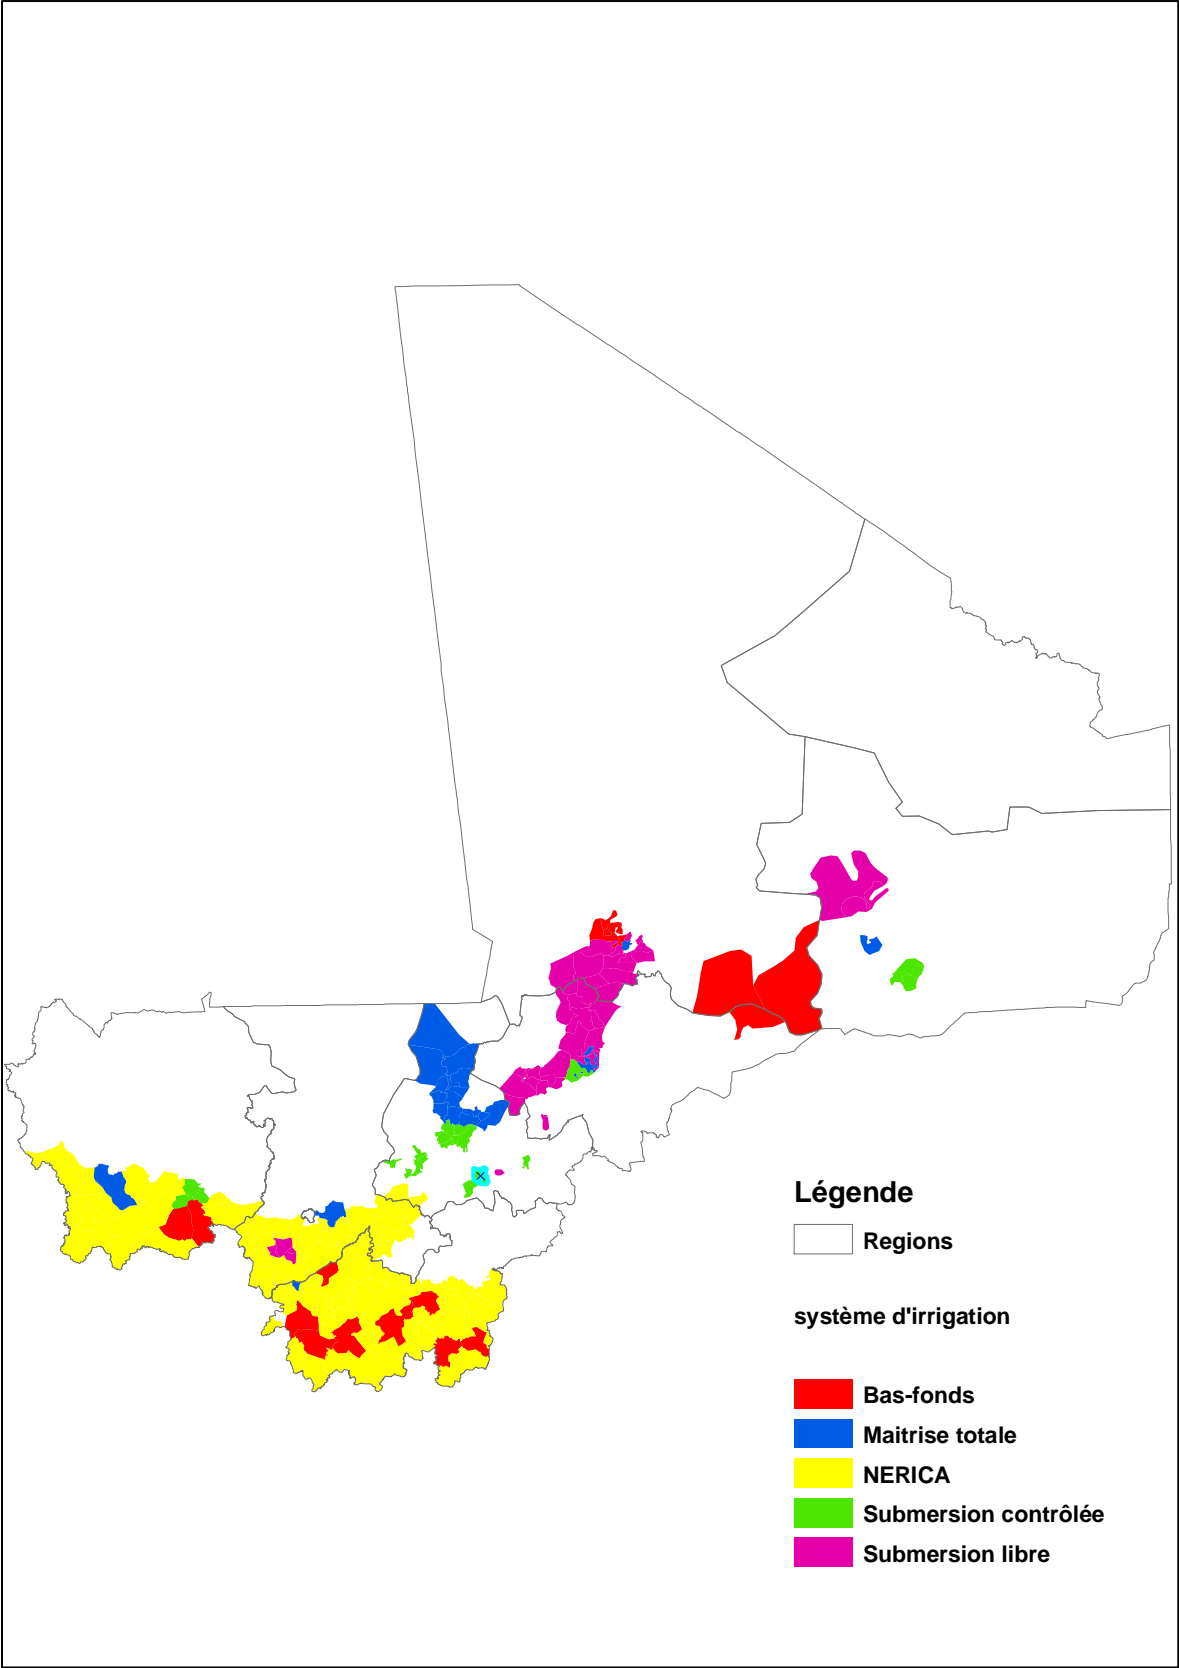 Légende
Regions
système d'irrigation
Bas-fonds
Maitrise totale
NERICA
Submersion contrôlée
Submersion libre